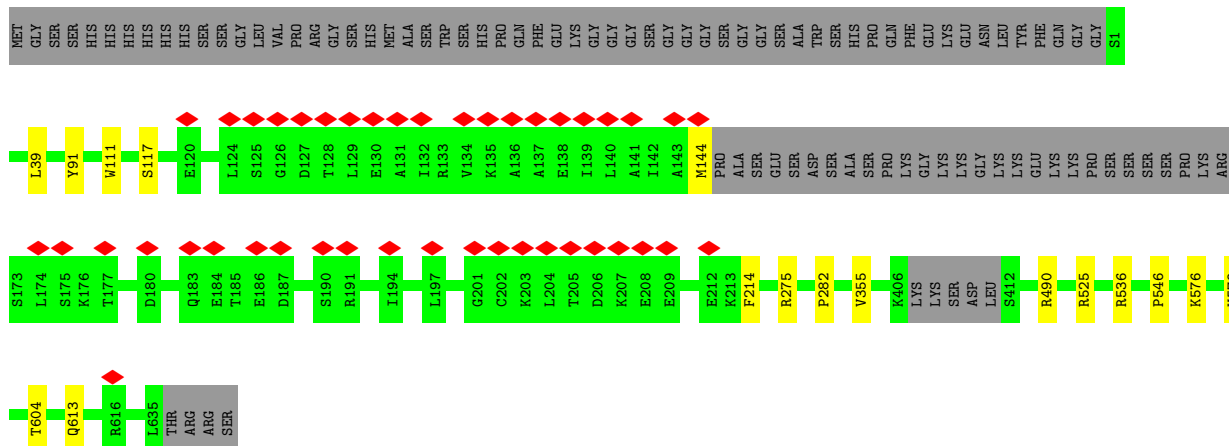 MET GLY SER SER HIS HIS HIS HIS HIS HIS SER SER GLY LEU VAL PRO ARG GLY SER HIS MET ALA SER TRP SER HIS PRO GLN PHE GLU LYS GLY GLY GLY SER GLY GLY GLY SER GLY GLY SER ALA TRP SER HIS PRO GLN PHE GLU LYS GLU ASN LEU TYR PHE GLN GLY GLY S1
L39 Y91 W111 S117 E120 L124 S125 G126 D127 T128 L129 E130 A131 I132 R133 V134 K135 A136 A137 E138 I139 L140 A141 I142 A143 M144 PRO ALA SER GLU SER ASP SER ALA SER PRO LYS GLY LYS LYS GLY LYS LYS GLU LYS LYS PRO SER SER SER SER PRO LYS ARG
S173 L174 S175 K176 T177 D180 Q183 E184 T185 E186 D187 S190 R191 I194 L197 G201 C202 K203 L204 T205 D206 K207 E208 E209 E212 K213 F214 R275 P282 V355 K406 LYS LYS SER ASP LEU S412 R490 R525 R536 P546 K576
T604 Q613 R616 L635 THR ARG ARG SER